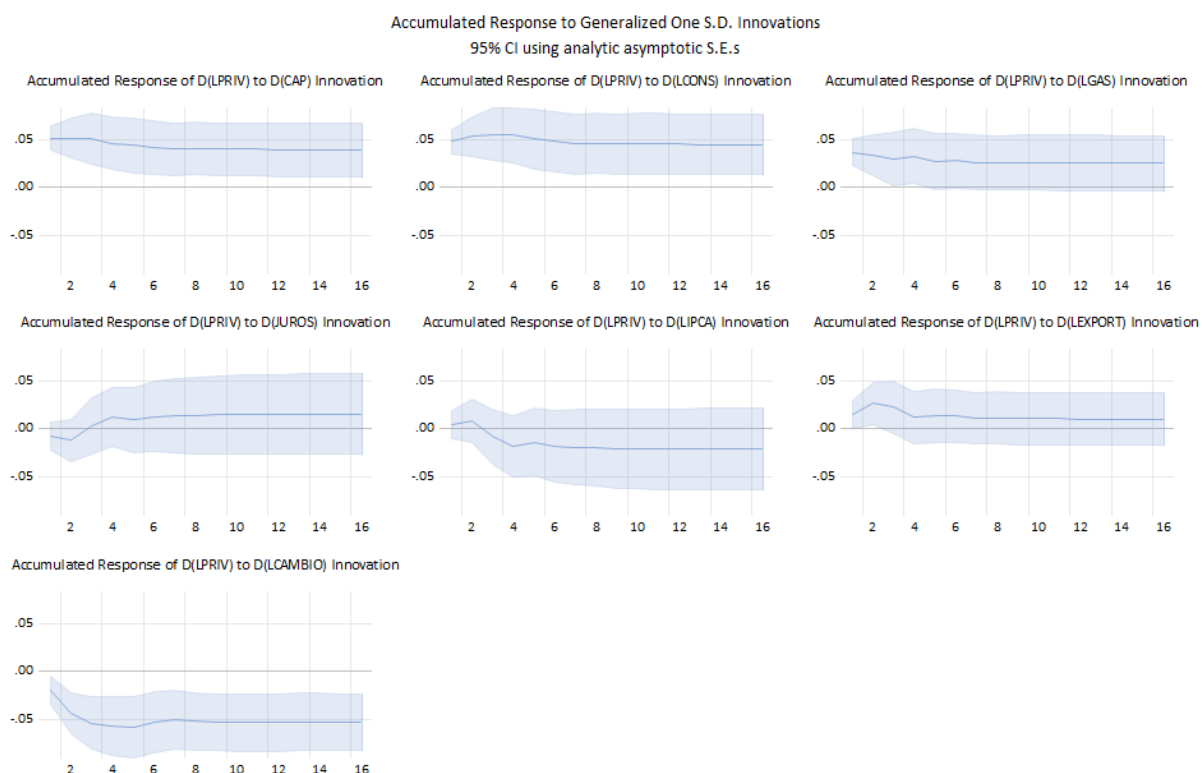 Accumulated Response to Generalized One S.D. Innovations
95% CI using analytic asymptotic S.E.s
Accumulated Response of D(LPRIV) to D(CAP) Innovation
.05
.00
-.05
2 4 6 8 10 12 14 16
Accumulated Response of D(LPRIV) to D(LCONS) Innovation
.05
.00
-.05
2 4 6 8 10 12 14 16
Accumulated Response of D(LPRIV) to D(LGAS) Innovation
.05
.00
-.05
2 4 6 8 10 12 14 16
Accumulated Response of D(LPRIV) to D(JUROS) Innovation
.05
.00
-.05
2 4 6 8 10 12 14 16
Accumulated Response of D(LPRIV) to D(LIPCA) Innovation
.05
.00
-.05
2 4 6 8 10 12 14 16
Accumulated Response of D(LPRIV) to D(LEXPORT) Innovation
.05
.00
-.05
2 4 6 8 10 12 14 16
Accumulated Response of D(LPRIV) to D(LCAMBIO) Innovation
.05
.00
-.05
2 4 6 8 10 12 14 16